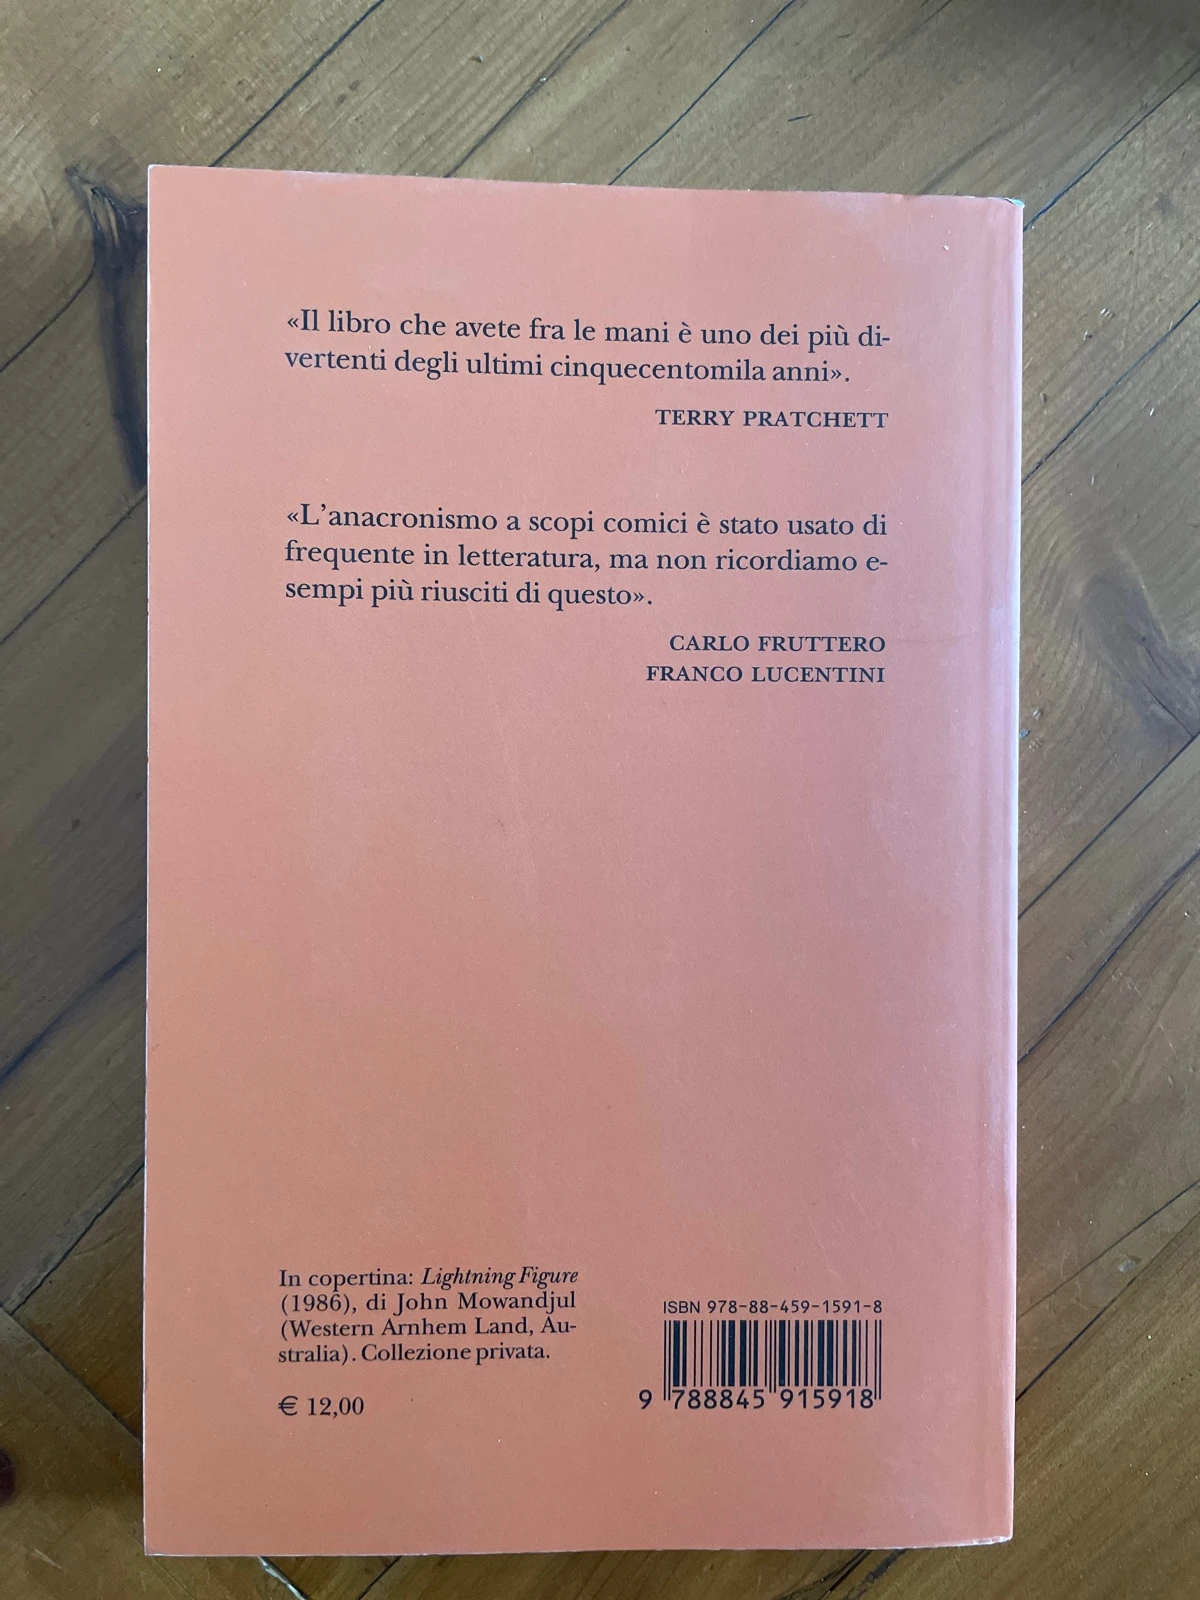 «Il libro che avete fra le mani è uno dei più di-
vertenti degli ultimi cinquecentomila anni».
TERRY PRATCHETT
«L'anacronismo a scopi comici è stato usato di
frequente in letteratura, ma non ricordiamo e-
sempi più riusciti di questo».
CARLO FRUTTERO
FRANCO LUCENTINI
In copertina: Lightning Figure
(1986), di John Mowandjul
(Western Arnhem Land, Au-
stralia). Collezione privata.
€ 12,00
ISBN 978-88-459-1591-8
9 788845 915918